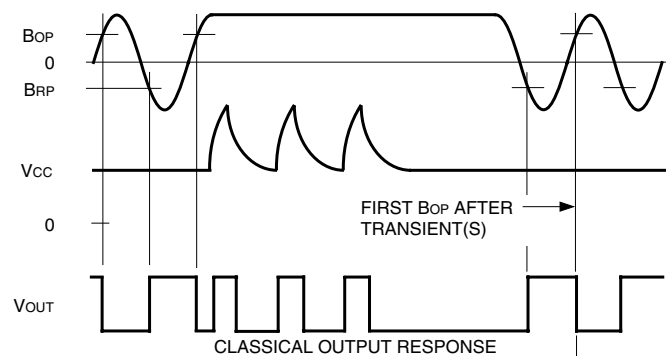 BOP
0
BRP
VCC
0
FIRST BOP AFTER
TRANSIENT(S)
VOUT
CLASSICAL OUTPUT RESPONSE